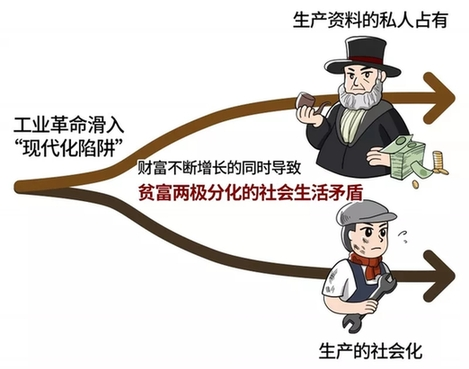 生产资料的私人占有
工业革命滑入
“现代化陷阱”
财富不断增长的同时导致
贫富两极分化的社会生活矛盾
生产的社会化